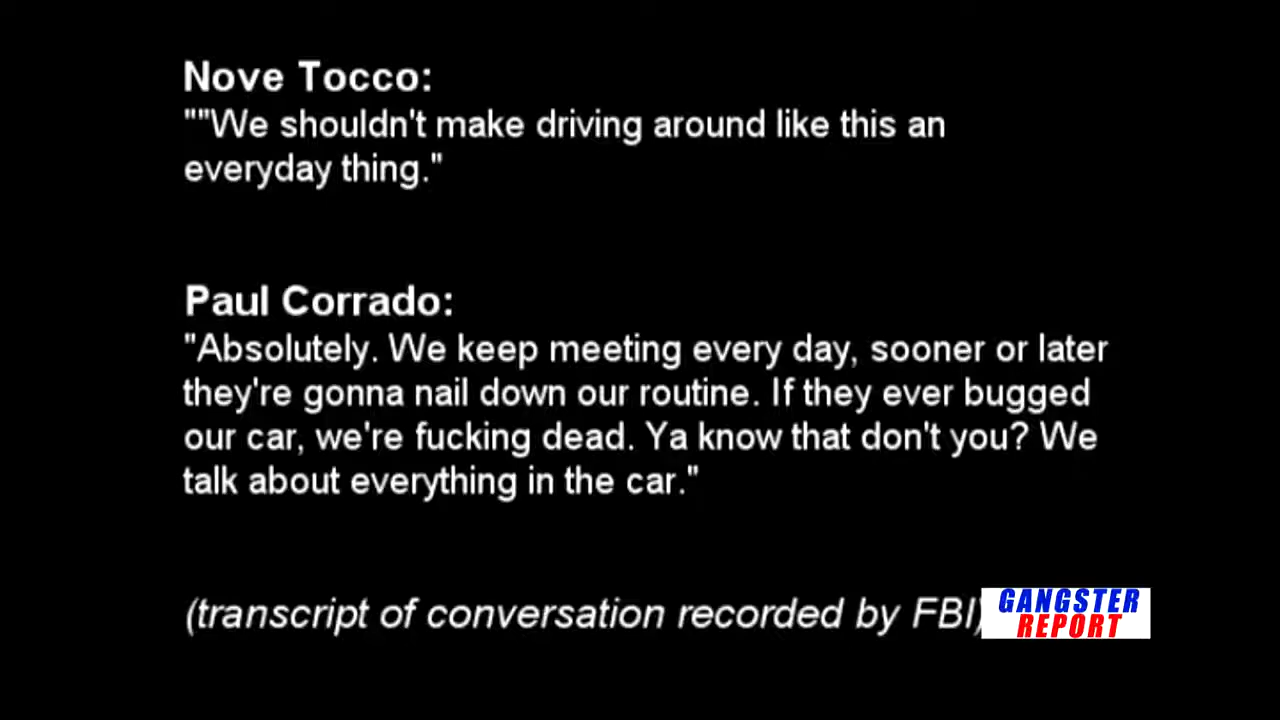 Nove Tocco:
""We shouldn't make driving around like this an
everyday thing."
Paul Corrado:
"Absolutely. We keep meeting every day, sooner or later
they're gonna nail down our routine. If they ever bugged
our car, we're fucking dead. Ya know that don't you? We
talk about everything in the car."
(transcript of conversation recorded by FBI)
GANGSTER
REPORT